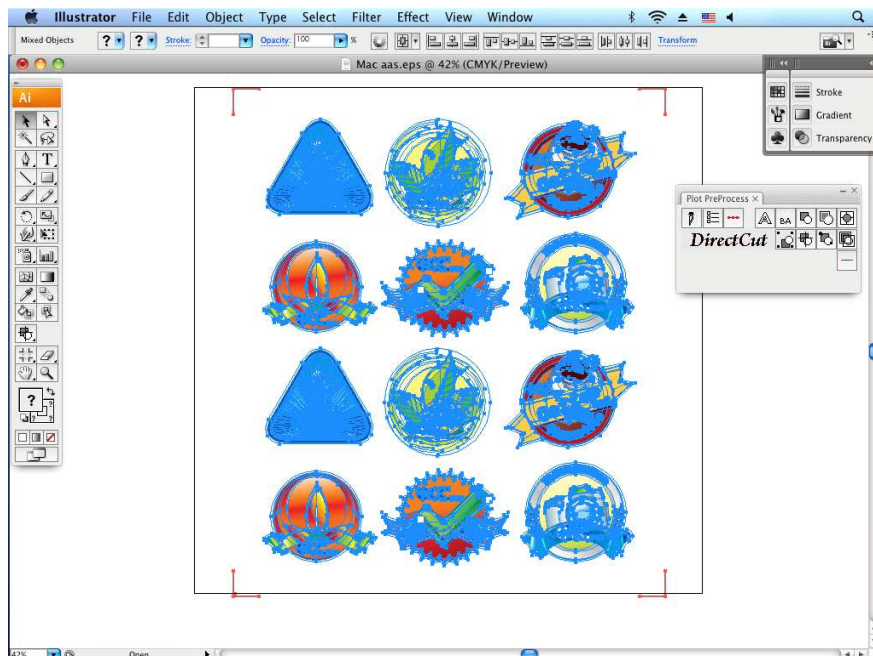 Illustrator File Edit Object Type Select Filter Effect View Window
Mixed Objects ? ? Stroke: Opacity: 100 % Transform
Mac aas.eps @ 42% (CMYK/Preview)
Ai
Stroke
Gradient
Transparency
T
Plot PreProcess ×
A BA
DirectCut
?
42% Open